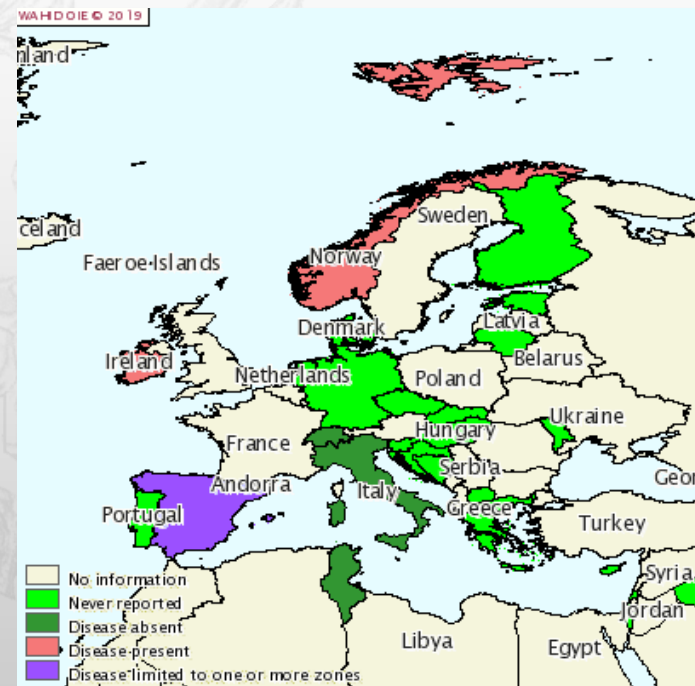 WAHIDOIE © 2019
nland
celand
Faeroe Islands
Sweden
Norway
Denmark
Latvia
Ireland
Netherlands
Belarus
Poland
Ukraine
Hungary
France
Serbia
Andorra
Geor
Italy
Greece
Portugal
Turkey
Syria
Jordan
Libya
Egypt
No information
Never reported
Disease absent
Disease present
Disease limited to one or more zones